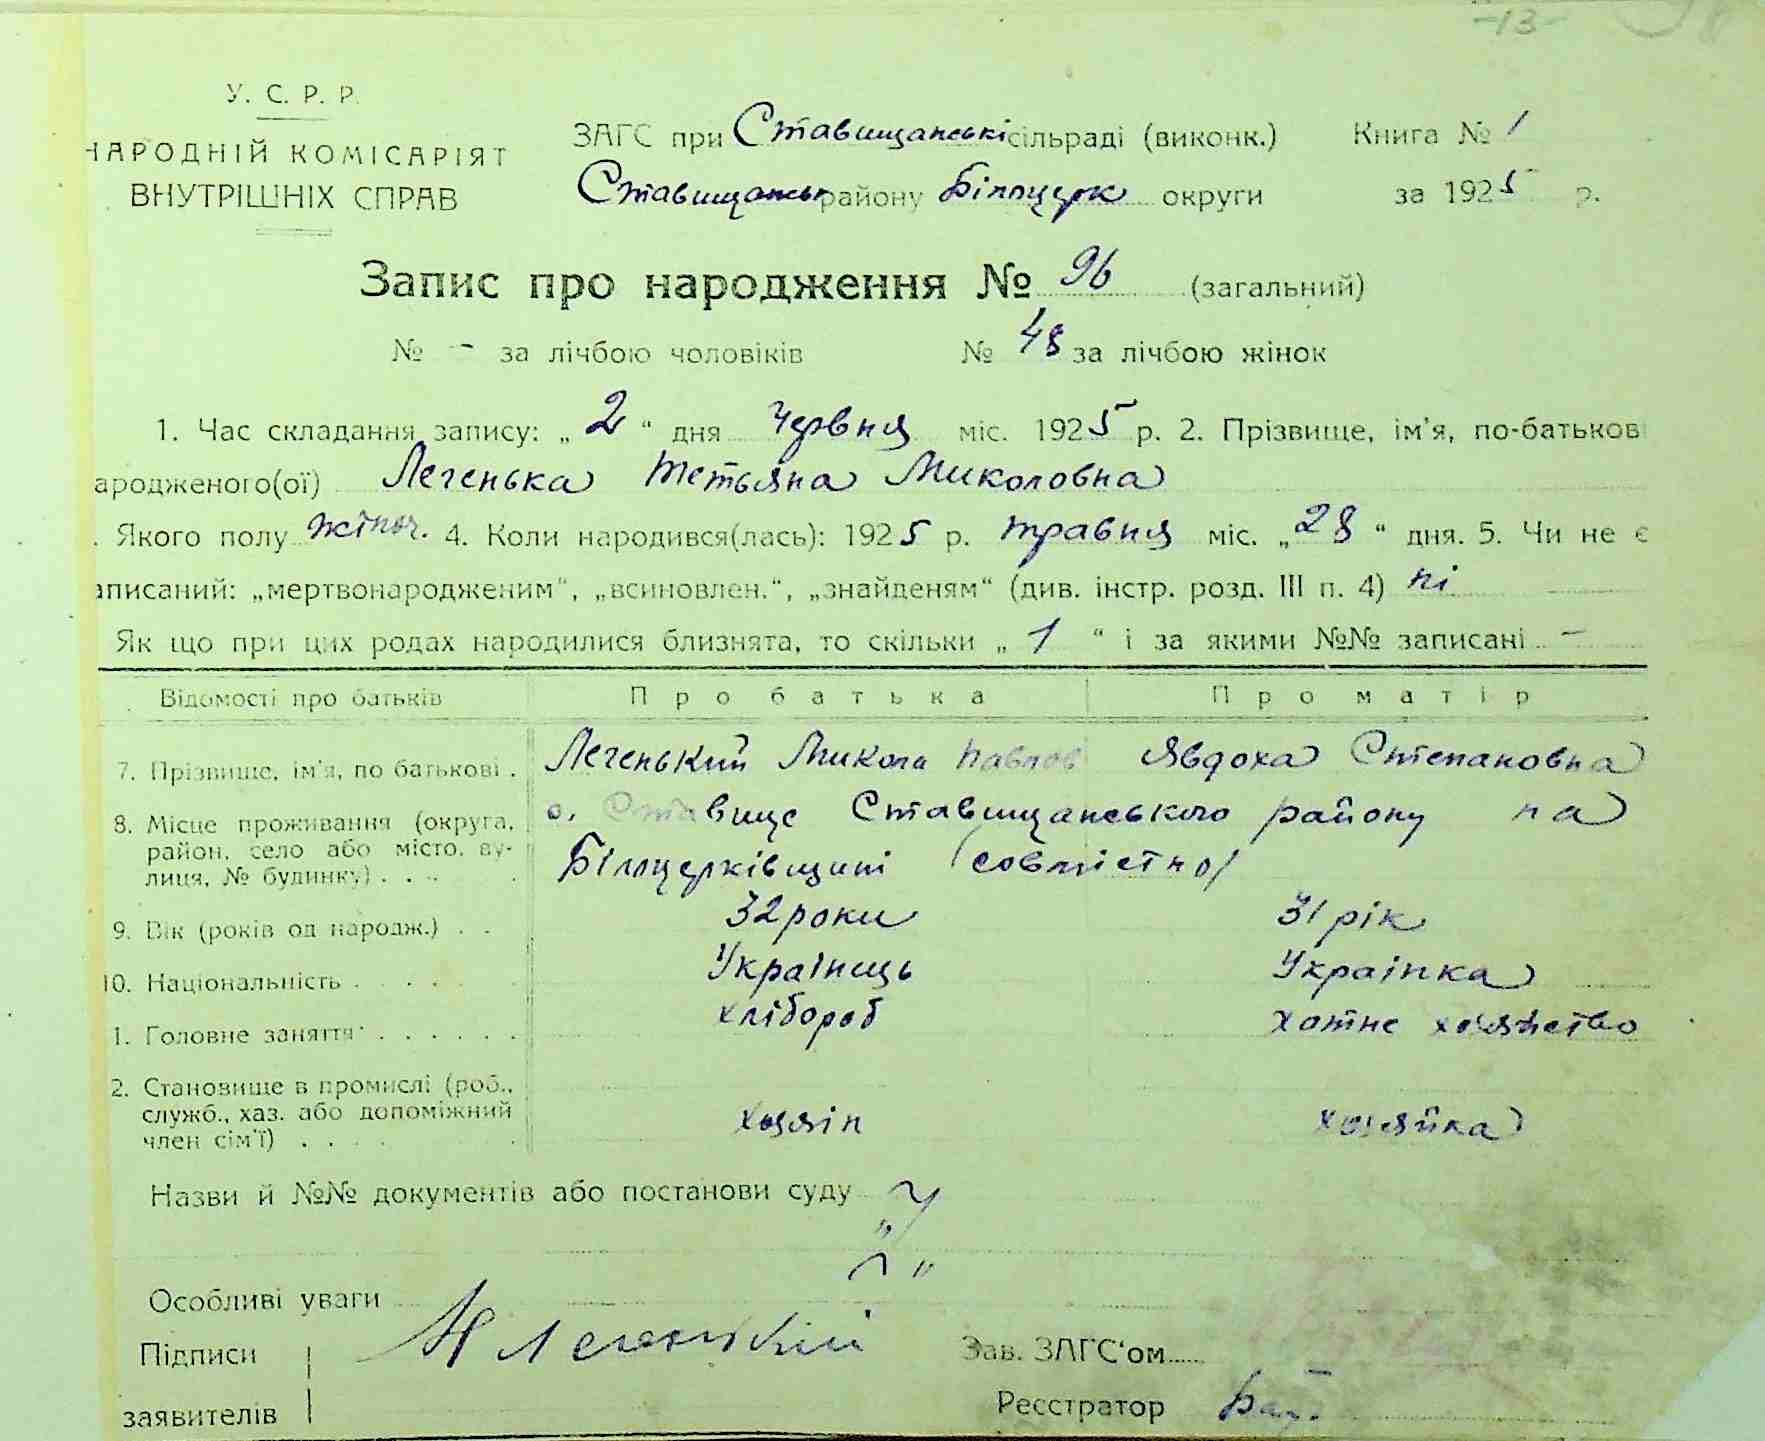 -13-
У. С. Р. Р.
НАРОДНІЙ КОМІСАРІЯТ
ВНУТРІШНІХ СПРАВ
ЗАГС при Ставищанські сільраді (виконк.) Книга № 1
Ставищанськ району Білоцерк округи за 1925 р.
Запис про народження № 96 (загальний)
№ - за лічбою чоловіків № 48 за лічбою жінок
1. Час складання запису: „ 2 “ дня Червня міс. 1925 р. 2. Прізвище, ім'я, по-батькові
ародженого(ої) Легенька Тетьяна Миколовна
. Якого полу жіноч. 4. Коли народився(лась): 1925 р. травня міс. „ 28 “ дня. 5. Чи не є
аписаний: „мертвонародженим“, „всиновлен.“, „знайденям“ (див. інстр. розд. III п. 4) ні
Як що при цих родах народилися близнята, то скільки „ 1 “ і за якими №№ записані -
Відомості про батьків Про батька Про матір
7. Прізвище, ім'я, по батькові . Легенький Микола Павлов Явдоха Степановна
8. Місце проживання (округа, район, село або місто, ву-лиця, № будинку) . . . с. Ставище Ставищанського району на
Білоцерківщині (совмістно)
9. Вік (років од народж.) . . 32 роки 31 рік
10. Національність . . . . . Українець Українка
1. Головне заняття . . . . . . хлібороб хатне хозяйство
2. Становище в промислі (роб., служб., хаз. або допоміжний член сім'ї) . . . . хозяін хозяйка
Назви й №№ документів або постанови суду
Особливі уваги
Підписи Н Легенький Зав. ЗАГС'ом
заявителів Реєстратор